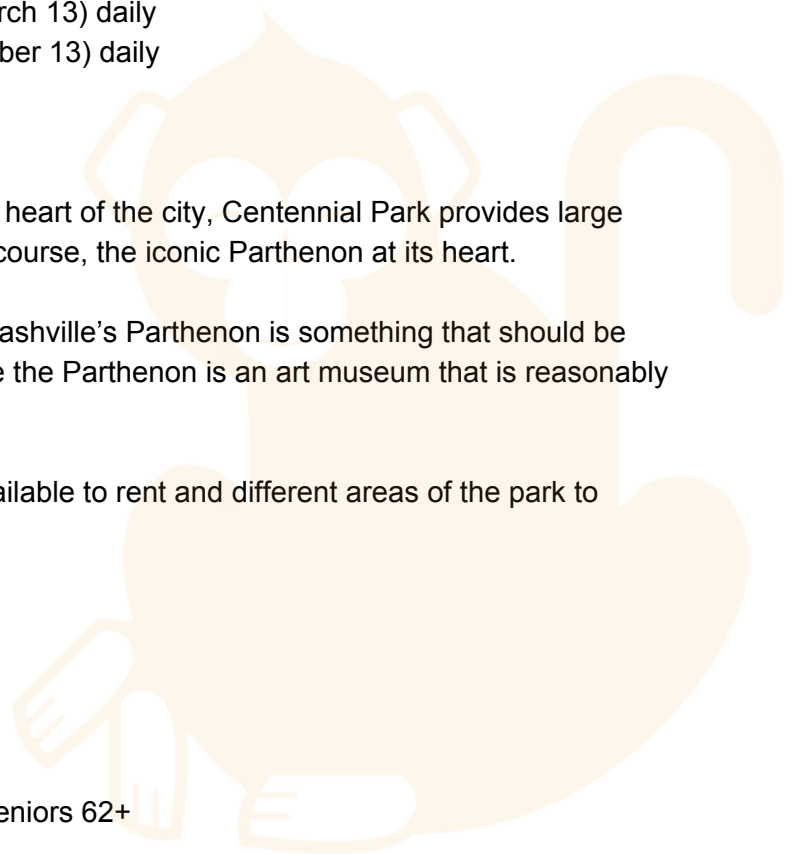 rch 13) daily
ber 13) daily
heart of the city, Centennial Park provides large
course, the iconic Parthenon at its heart.
ashville’s Parthenon is something that should be
e the Parthenon is an art museum that is reasonably
ailable to rent and different areas of the park to
eniors 62+